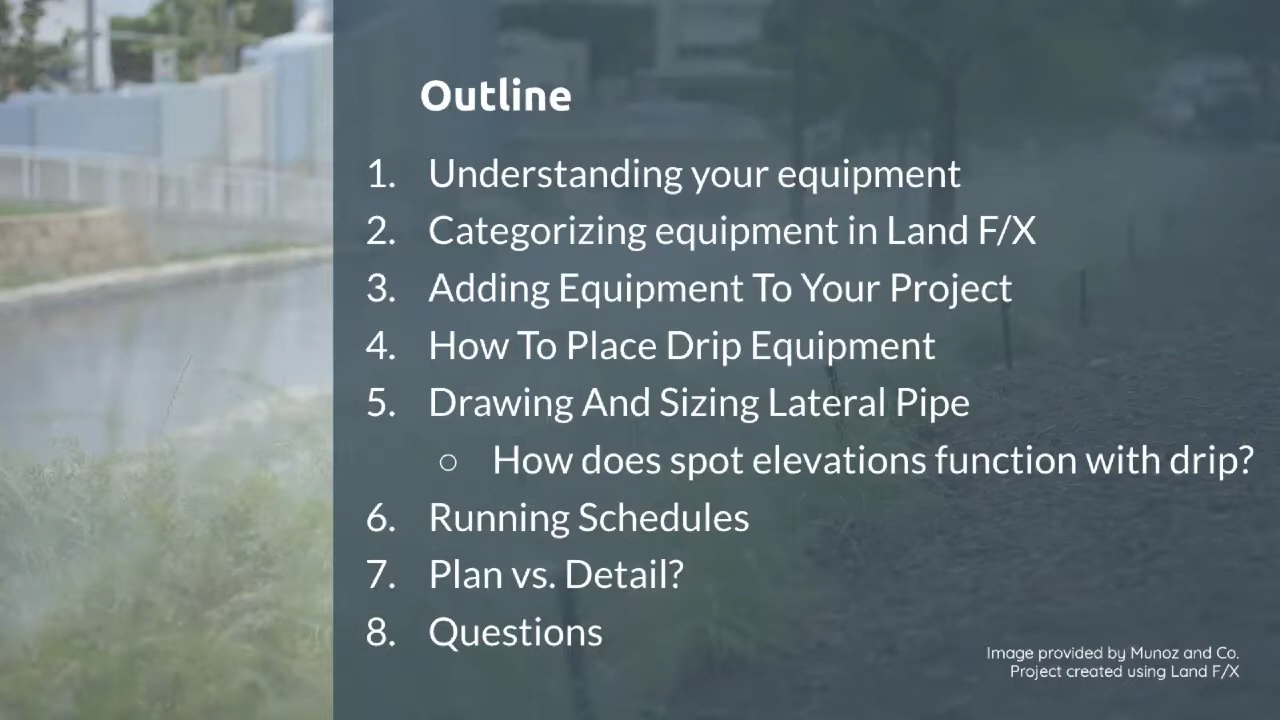 Outline
1. Understanding your equipment
2. Categorizing equipment in Land F/X
3. Adding Equipment To Your Project
4. How To Place Drip Equipment
5. Drawing And Sizing Lateral Pipe
○ How does spot elevations function with drip?
6. Running Schedules
7. Plan vs. Detail?
8. Questions
Image provided by Munoz and Co.
Project created using Land F/X